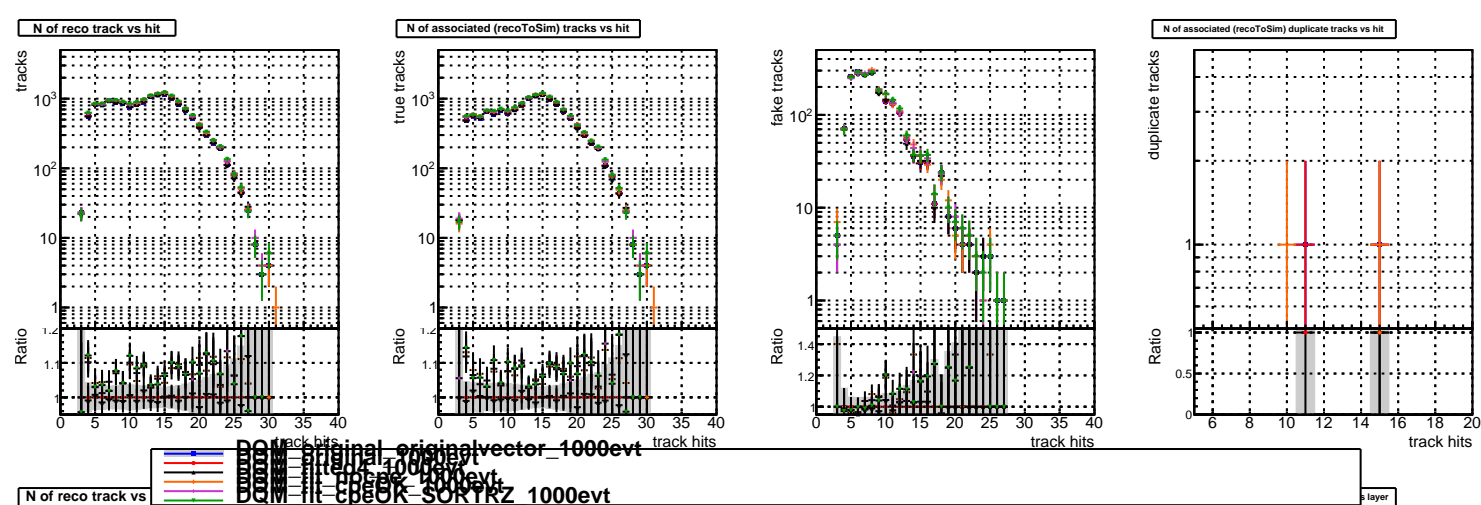 N of reco track vs hit
N of associated (recoToSim) tracks vs hit
N of associated (recoToSim) duplicate tracks vs hit
tracks
10³
10²
10
1
Ratio
1.2
1.1
1
0 5 10 15 20 25 30 35 40
track hits
true tracks
10³
10²
10
1
Ratio
1.2
1.1
1
0 5 10 15 20 25 30 35 40
track hits
fake tracks
10²
10
1
Ratio
1.4
1.2
1
0 5 10 15 20 25 30 35 40
track hits
duplicate tracks
1
Ratio
1
0.5
0
6 8 10 12 14 16 18 20
track hits
DQM_original_originalvector_1000evt
DQM_original_1000evt
DQM_fit_nocpe_1000evt
DQM_fit_cpeOK_1000evt
DQM_fit_cpeOK_SORTRZ_1000evt
N of reco track vs
s layer